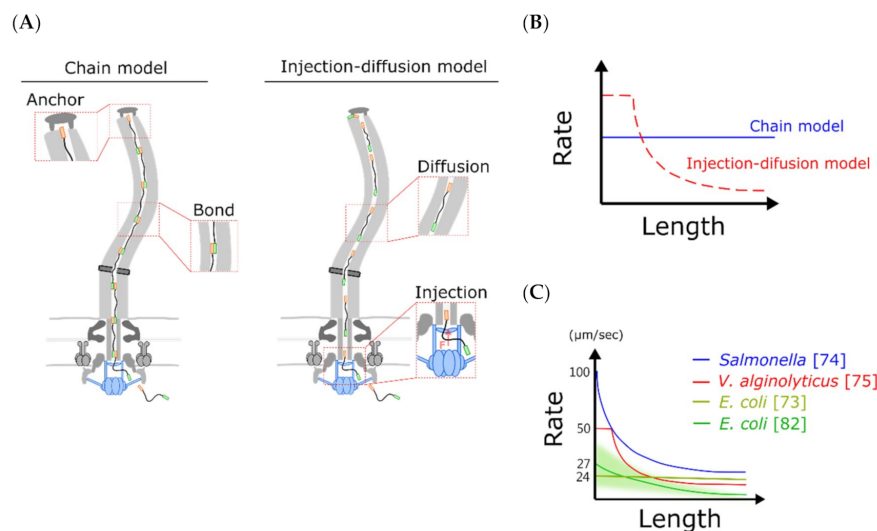 (A)
Chain model
Anchor
Bond
Injection-diffusion model
Diffusion
Injection
F
(B)
Rate
Chain model
Injection-difusion model
Length
(C)
(μm/sec)
100
50
27
24
Rate
Length
Salmonella [74]
V. alginolyticus [75]
E. coli [73]
E. coli [82]